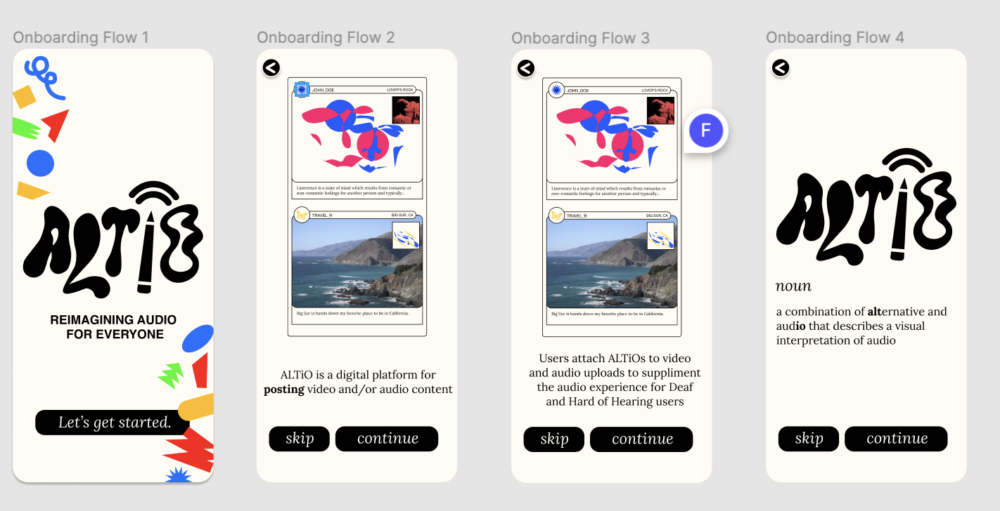 Onboarding Flow 1
ALTiO
REIMAGINING AUDIO
FOR EVERYONE
Let's get started.
Onboarding Flow 2
<
JOHN_DOE
LOVER'S ROCK
Limerence is a state of mind which results from romantic or
non-romantic feelings for another person and typically...
TRAVEL_R
BIG SUR, CA
Big Sur is hands down my favorite place to be in California.
ALTiO is a digital platform for
posting video and/or audio content
skip
continue
Onboarding Flow 3
<
JOHN_DOE
LOVER'S ROCK
F
Limerence is a state of mind which results from romantic or
non-romantic feelings for another person and typically...
TRAVEL_R
BIG SUR, CA
Big Sur is hands down my favorite place to be in California.
Users attach ALTiOs to video
and audio uploads to suppliment
the audio experience for Deaf
and Hard of Hearing users
skip
continue
Onboarding Flow 4
<
ALTiO
noun
a combination of alternative and
audio that describes a visual
interpretation of audio
skip
continue